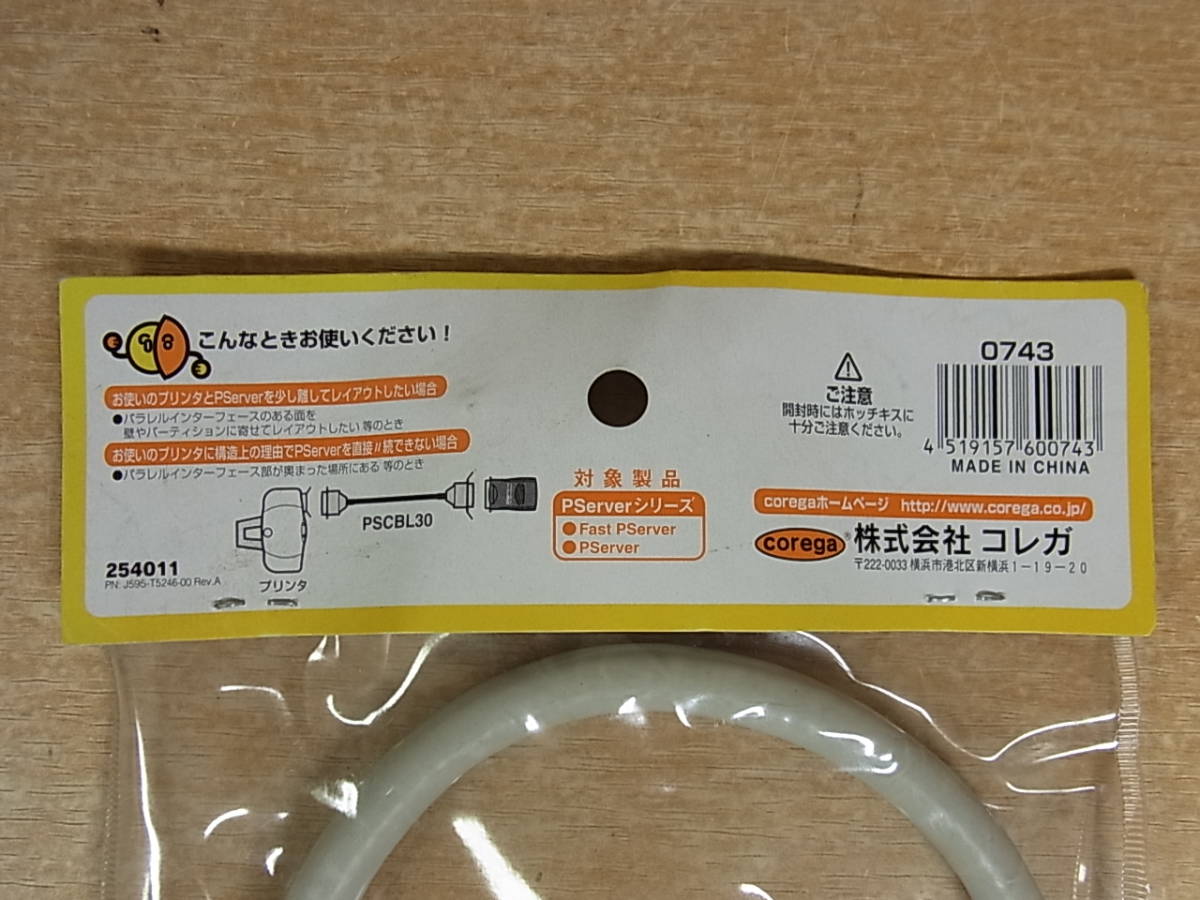 こんなときお使いください！
お使いのプリンタとPServerを少し離してレイアウトしたい場合
●パラレルインターフェースのある面を
壁やパーティションに寄せてレイアウトしたい 等のとき
お使いのプリンタに構造上の理由でPServerを直接〃続できない場合
●パラレルインターフェース部が奥まった場所にある 等のとき
PSCBL30
プリンタ
254011
PN: J595-T5246-00 Rev.A
対象製品
PServerシリーズ
●Fast PServer
●PServer
ご注意
開封時にはホッチキスに
十分ご注意ください。
0743
4 519157 600743
MADE IN CHINA
coregaホームページ http://www.corega.co.jp/
corega 株式会社 コレガ
〒222-0033 横浜市港北区新横浜1-19-20